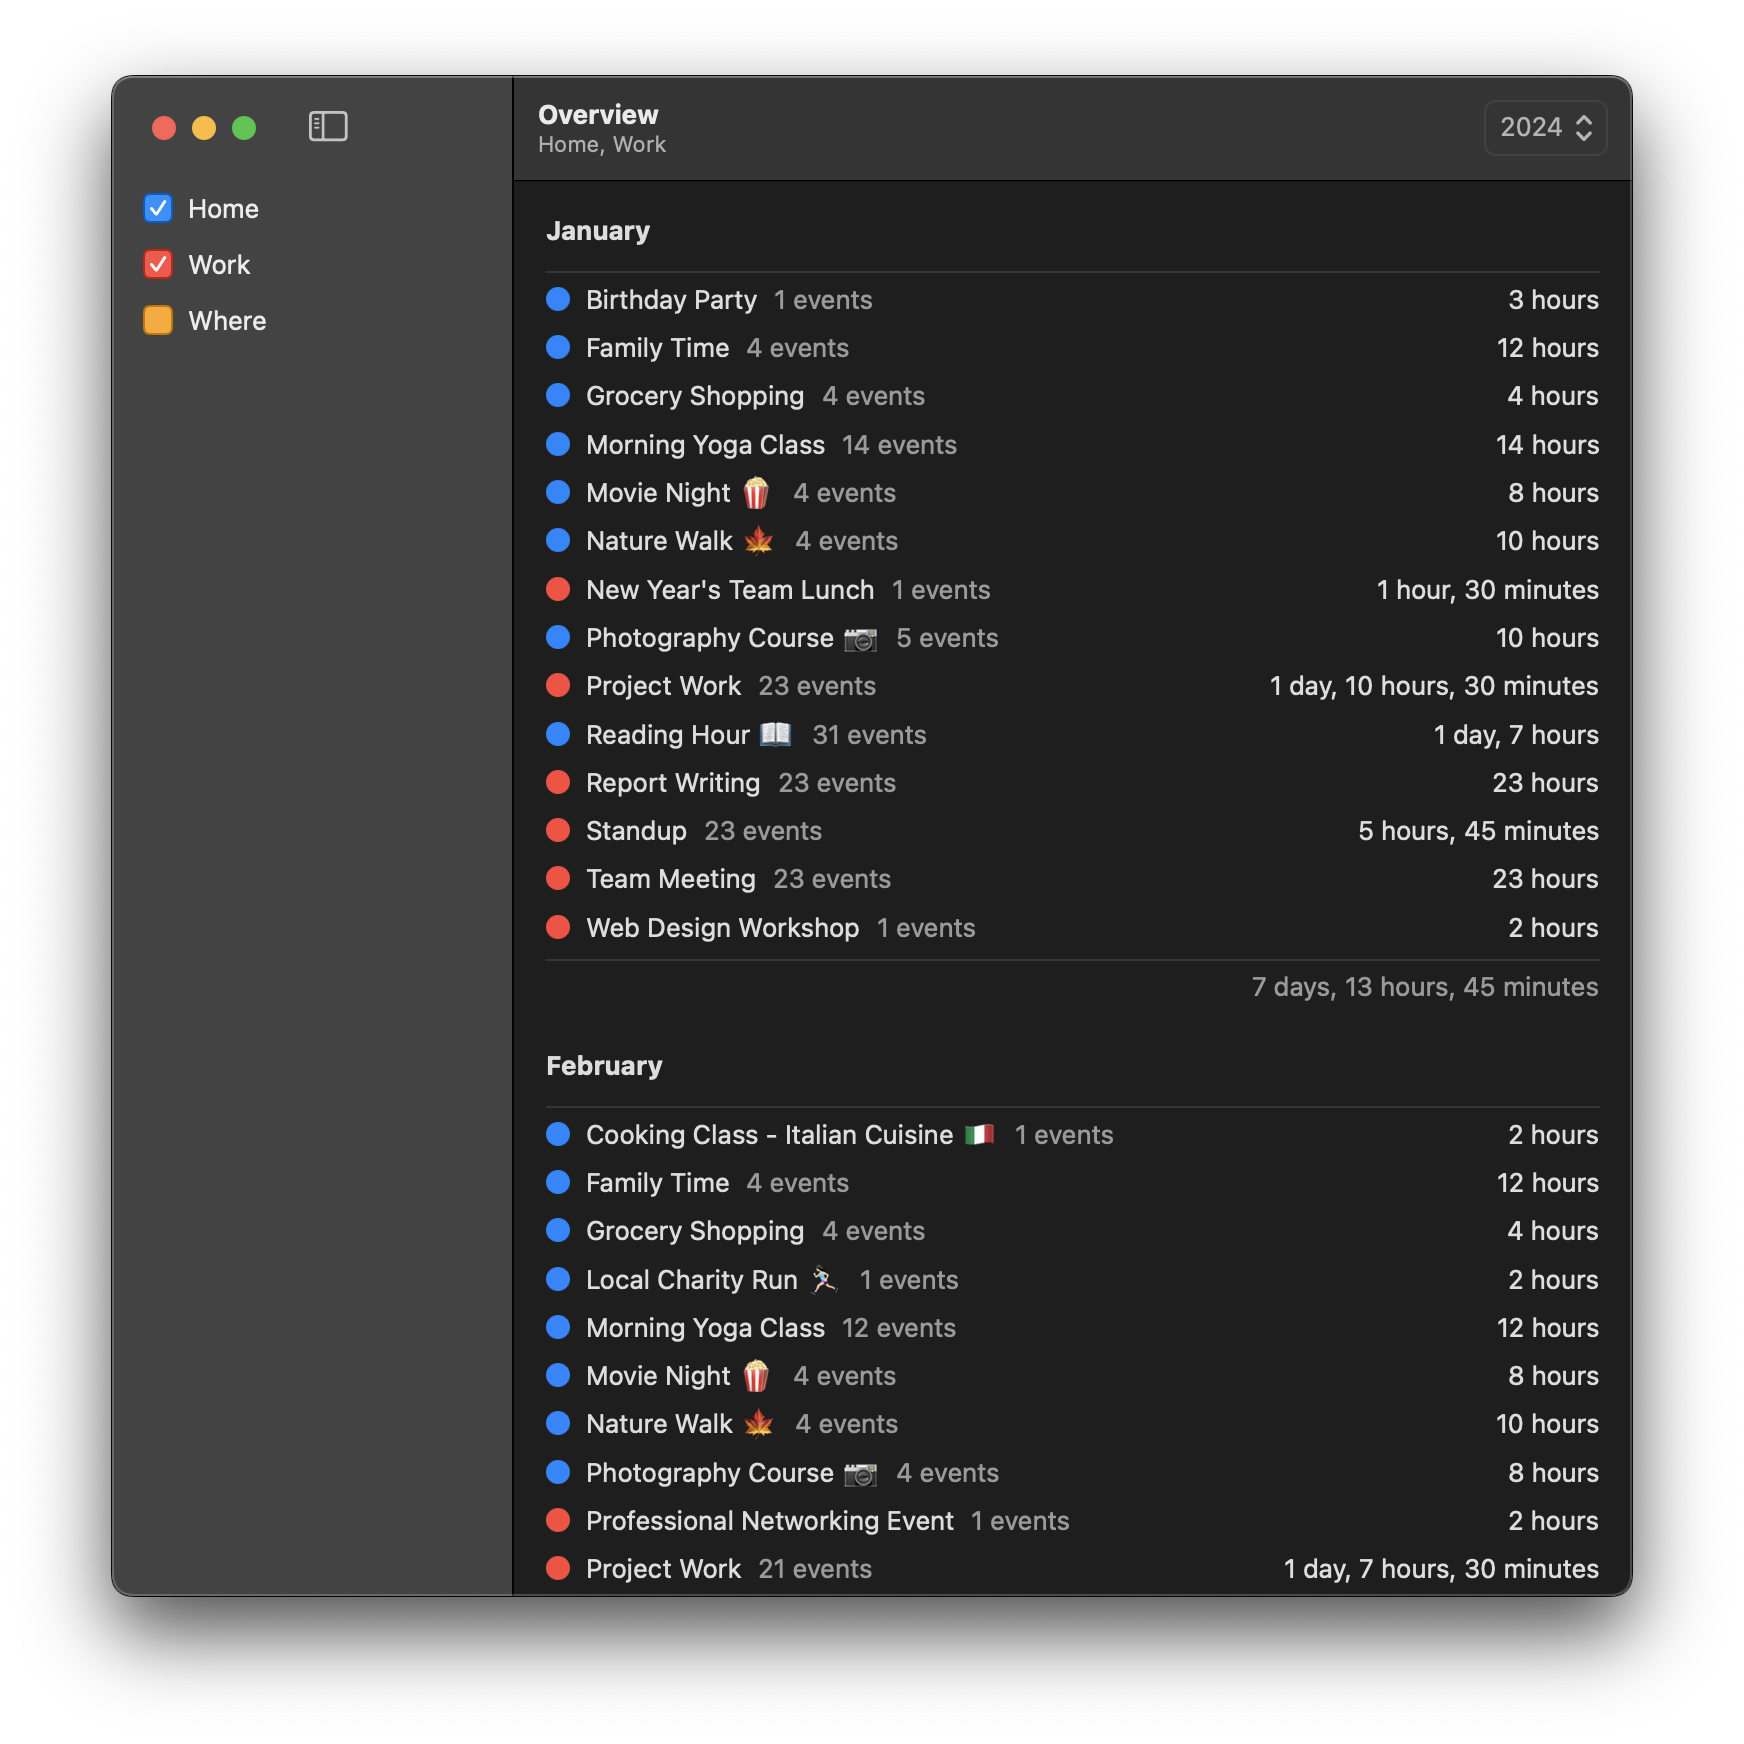 Overview
Home, Work
2024
Home
Work
Where
January
Birthday Party 1 events 3 hours
Family Time 4 events 12 hours
Grocery Shopping 4 events 4 hours
Morning Yoga Class 14 events 14 hours
Movie Night 🍿 4 events 8 hours
Nature Walk 🍁 4 events 10 hours
New Year's Team Lunch 1 events 1 hour, 30 minutes
Photography Course 📷 5 events 10 hours
Project Work 23 events 1 day, 10 hours, 30 minutes
Reading Hour 📖 31 events 1 day, 7 hours
Report Writing 23 events 23 hours
Standup 23 events 5 hours, 45 minutes
Team Meeting 23 events 23 hours
Web Design Workshop 1 events 2 hours
7 days, 13 hours, 45 minutes
February
Cooking Class - Italian Cuisine 🇮🇹 1 events 2 hours
Family Time 4 events 12 hours
Grocery Shopping 4 events 4 hours
Local Charity Run 🏃🏻‍♀️ 1 events 2 hours
Morning Yoga Class 12 events 12 hours
Movie Night 🍿 4 events 8 hours
Nature Walk 🍁 4 events 10 hours
Photography Course 📷 4 events 8 hours
Professional Networking Event 1 events 2 hours
Project Work 21 events 1 day, 7 hours, 30 minutes